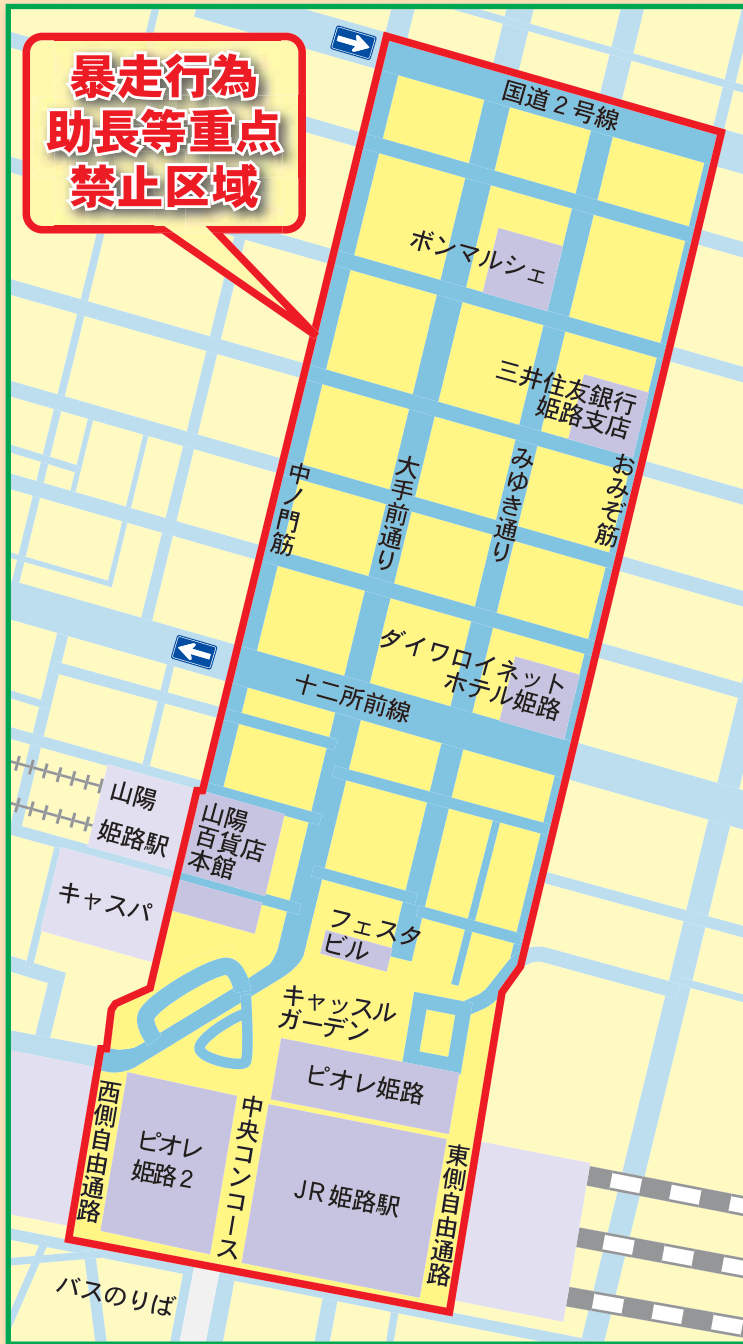 暴走行為
助長等重点
禁止区域
国道2号線
ボンマルシェ
三井住友銀行
姫路支店
中ノ門筋
大手前通り
みゆき通り
おみぞ筋
ダイワロイネット
ホテル姫路
十二所前線
山陽
姫路駅
山陽
百貨店
本館
キャスパ
フェスタ
ビル
キャッスル
ガーデン
ピオレ姫路
西側自由通路
ピオレ
姫路2
中央コンコース
JR姫路駅
東側自由通路
バスのりば